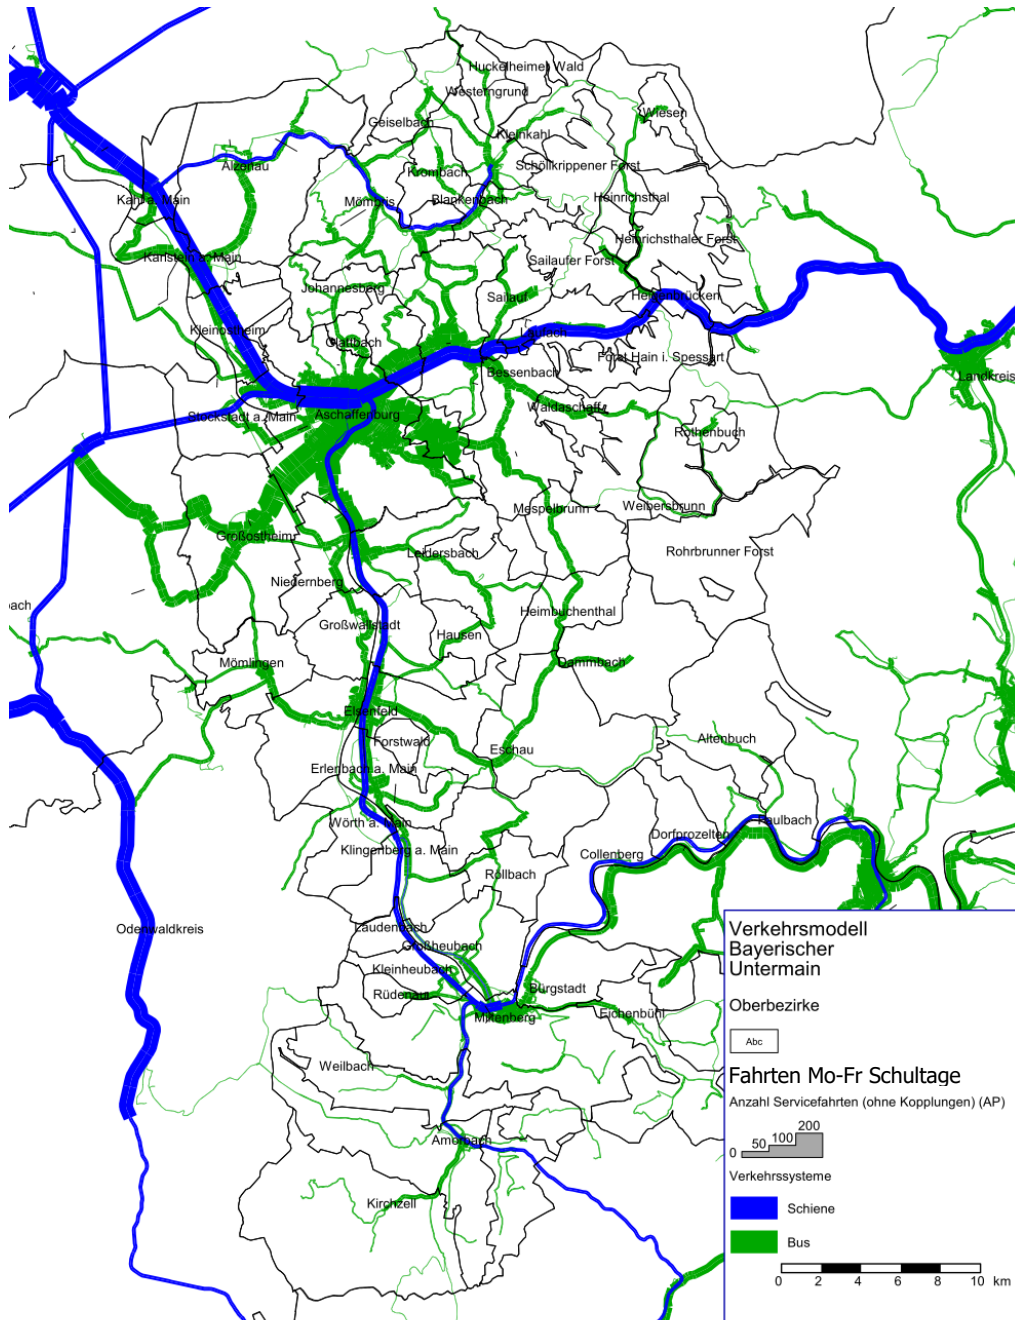 Huckelheimer Wald
Westerngrund
Geiselbach
Wiesen
Kleinkahl
Alzenau
Schöllkrippener Forst
Krombach
Kahl a. Main
Mömbris
Blankenbach
Heinrichsthal
Heinrichsthaler Forst
Karlstein a. Main
Sailaufer Forst
Johannesberg
Sailauf
Heigenbrücken
Kleinostheim
Laufach
Glattbach
Forst Hain i. Spessart
Bessenbach
Landkreis
Waldaschaff
Stockstadt a. Main
Aschaffenburg
Rothenbuch
Mespelbrunn
Weibersbrunn
Großostheim
Leidersbach
Rohrbrunner Forst
Niedernberg
bach
Heimbuchenthal
Großwallstadt
Hausen
Mömlingen
Dammbach
Elsenfeld
Forstwald
Altenbuch
Eschau
Erlenbach a. Main
Wörth a. Main
Faulbach
Dorfprozelten
Klingenberg a. Main
Collenberg
Röllbach
Odenwaldkreis
Laudenbach
Großheubach
Kleinheubach
Rüdenau
Bürgstadt
Miltenberg
Eichenbühl
Weilbach
Amorbach
Kirchzell
Verkehrsmodell
Bayerischer
Untermain
Oberbezirke
Abc
Fahrten Mo-Fr Schultage
Anzahl Servicefahrten (ohne Kopplungen) (AP)
0 50 100 200
Verkehrssysteme
Schiene
Bus
0 2 4 6 8 10 km